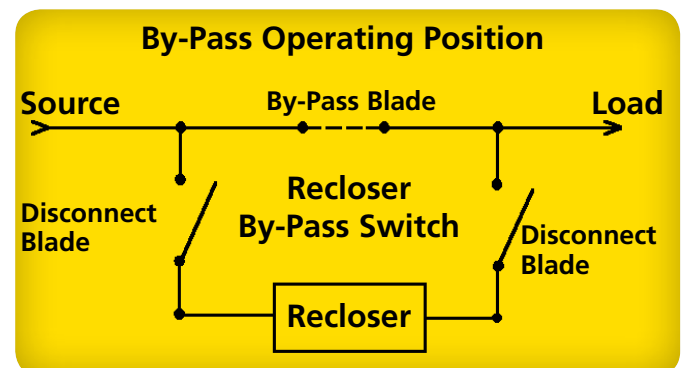 By-Pass Operating Position
Source
By-Pass Blade
Load
Recloser
By-Pass Switch
Disconnect
Blade
Disconnect
Blade
Recloser